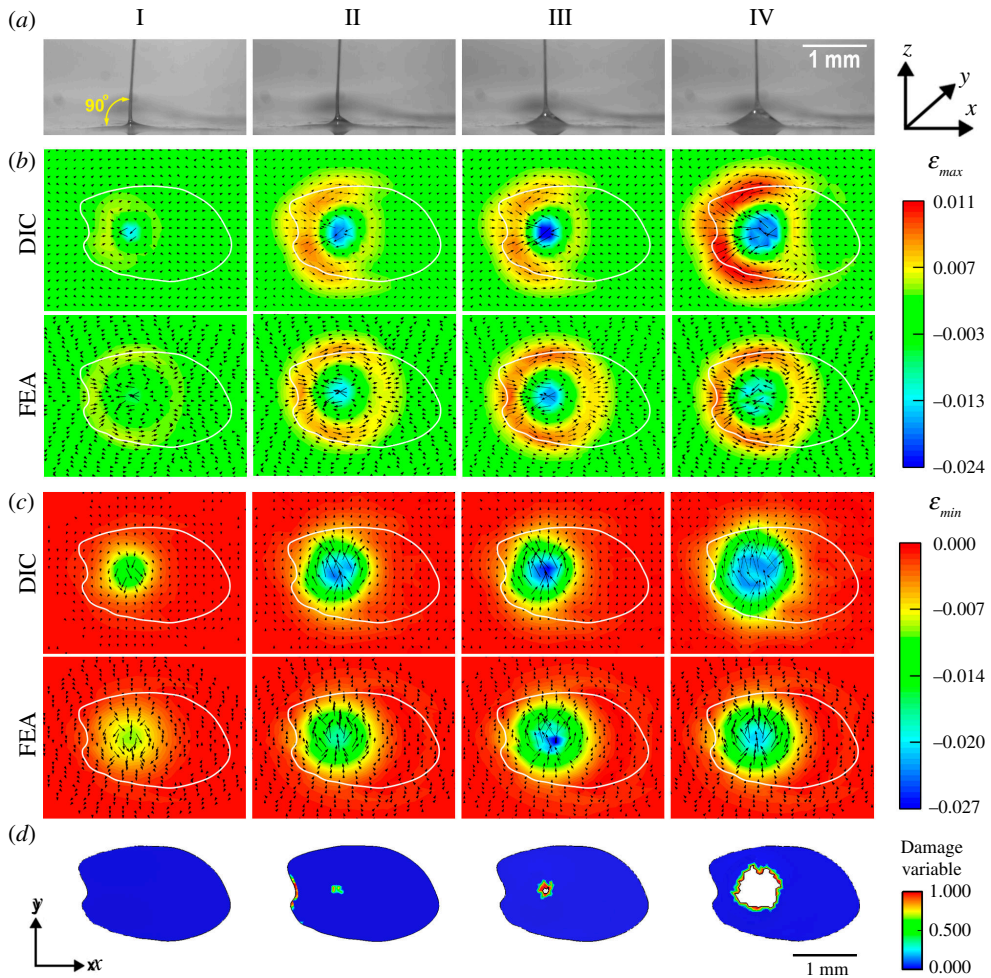 (a) I II III IV
90°
1 mm
z
y
x
(b)
DIC
FEA
ε_max
0.011
0.007
–0.003
–0.013
–0.024
(c)
DIC
FEA
ε_min
0.000
–0.007
–0.014
–0.020
–0.027
(d)
Damage
variable
1.000
0.500
0.000
y
x
1 mm